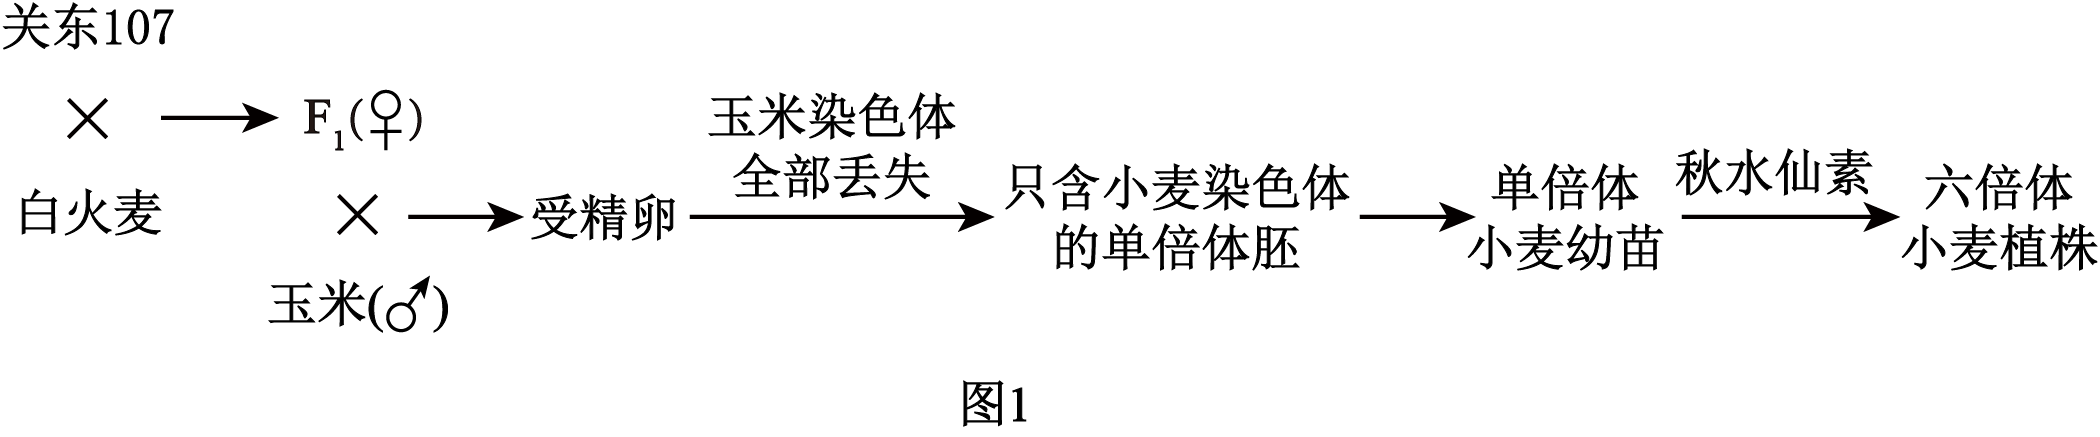 关东107
× → F₁(♀)
白火麦
×
玉米(♂)
受精卵
玉米染色体
全部丢失
只含小麦染色体
的单倍体胚
单倍体
小麦幼苗
秋水仙素
六倍体
小麦植株
图1